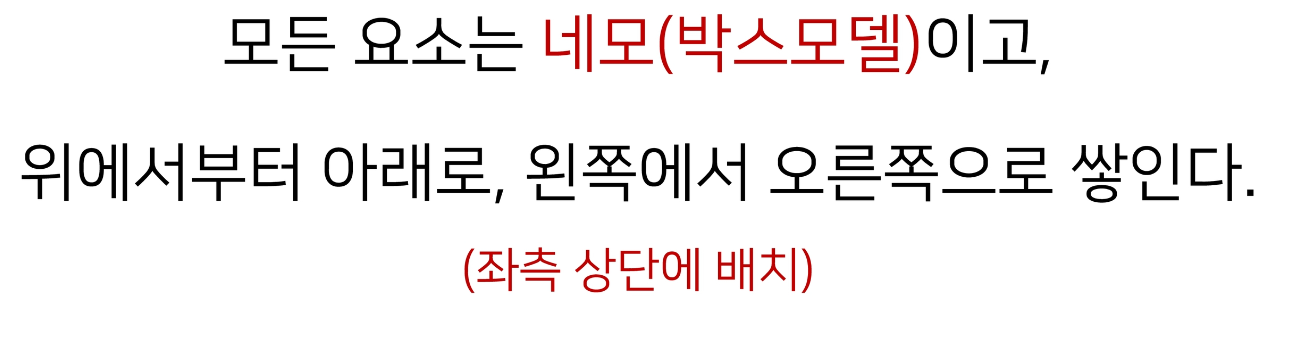 모든 요소는 네모(박스모델)이고,
위에서부터 아래로, 왼쪽에서 오른쪽으로 쌓인다.
(좌측 상단에 배치)